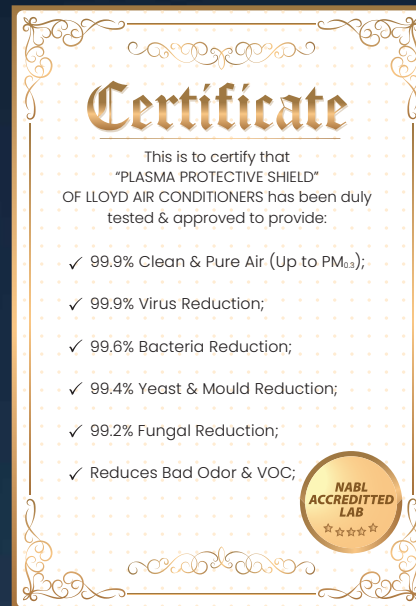 Certificate
This is to certify that
“PLASMA PROTECTIVE SHIELD”
OF LLOYD AIR CONDITIONERS has been duly
tested & approved to provide:
✓ 99.9% Clean & Pure Air (Up to PM0.3);
✓ 99.9% Virus Reduction;
✓ 99.6% Bacteria Reduction;
✓ 99.4% Yeast & Mould Reduction;
✓ 99.2% Fungal Reduction;
✓ Reduces Bad Odor & VOC;
NABL
ACCREDITTED
LAB